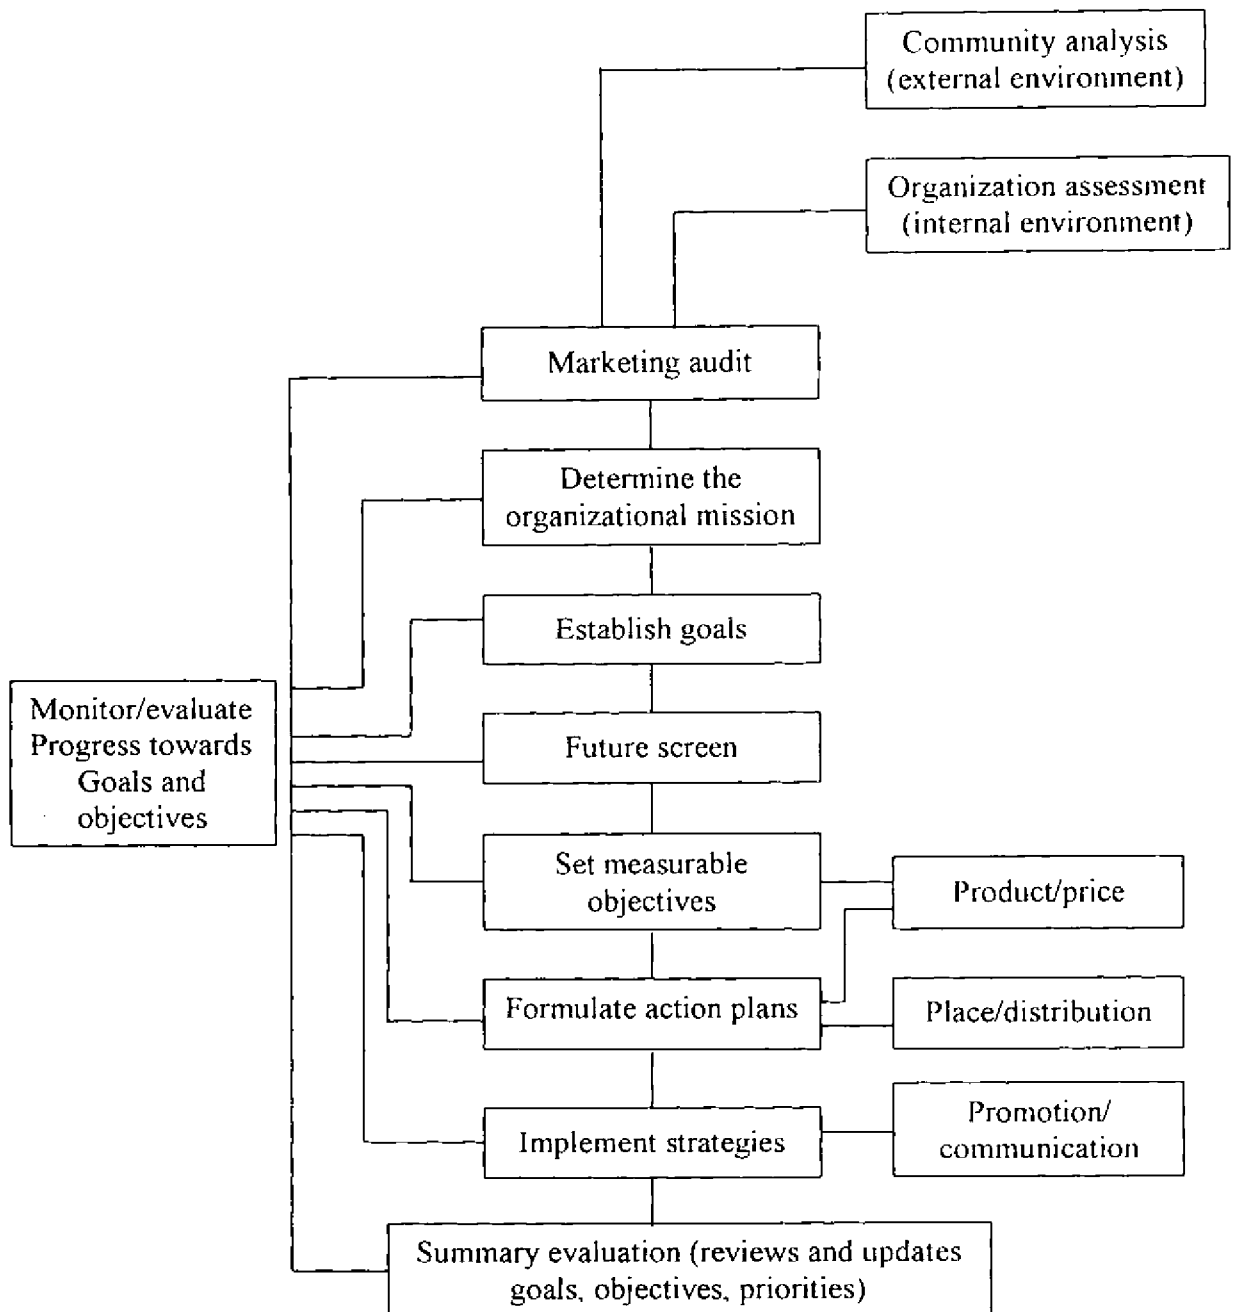 Community analysis
(external environment)
Organization assessment
(internal environment)
Marketing audit
Determine the
organizational mission
Establish goals
Monitor/evaluate
Progress towards
Goals and
objectives
Future screen
Set measurable
objectives
Product/price
Formulate action plans
Place/distribution
Implement strategies
Promotion/
communication
Summary evaluation (reviews and updates
goals, objectives, priorities)